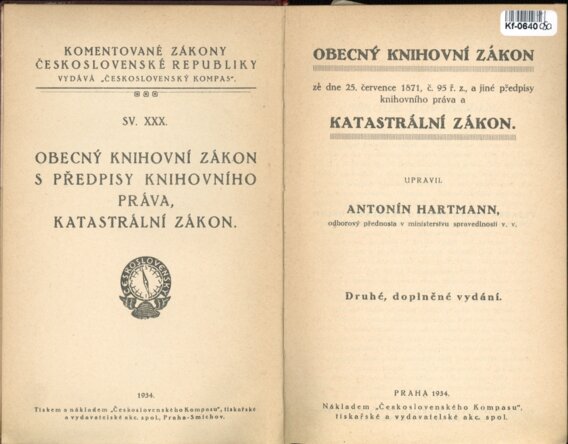 KOMENTOVANÉ ZÁKONY
ČESKOSLOVENSKÉ REPUBLIKY
VYDÁVÁ „ČESKOSLOVENSKÝ KOMPAS".
SV. XXX.
OBECNÝ KNIHOVNÍ ZÁKON
S PŘEDPISY KNIHOVNÍHO
PRÁVA,
KATASTRÁLNÍ ZÁKON.
ČESKOSLOVENSKÝ
1934.
Tiskem a nákladem „Československého Kompasu", tiskařské
a vydavatelské akc. spol., Praha-Smíchov.
Kf-0640
OBECNÝ KNIHOVNÍ ZÁKON
ze dne 25. července 1871, č. 95 ř. z., a jiné předpisy
knihovního práva a
KATASTRÁLNÍ ZÁKON.
UPRAVIL
ANTONÍN HARTMANN,
odborový přednosta v ministerstvu spravedlnosti v. v.
Druhé, doplněné vydání.
PRAHA 1934.
Nákladem „Československého Kompasu",
tiskařské a vydavatelské akc. spol.